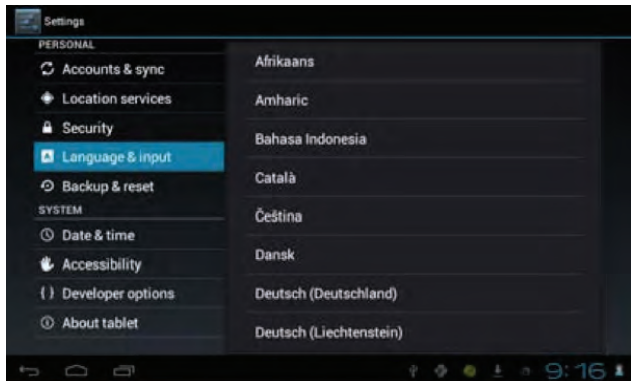 Settings
PERSONAL
Accounts & sync
Location services
Security
Language & input
Backup & reset
SYSTEM
Date & time
Accessibility
{ } Developer options
About tablet
Afrikaans
Amharic
Bahasa Indonesia
Català
Čeština
Dansk
Deutsch (Deutschland)
Deutsch (Liechtenstein)
9:16